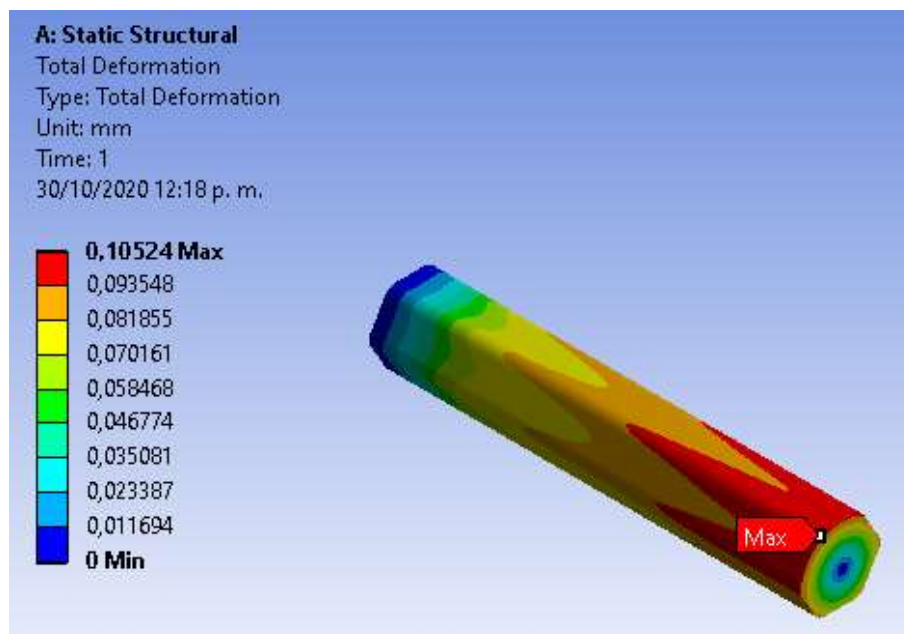 A: Static Structural
Total Deformation
Type: Total Deformation
Unit: mm
Time: 1
30/10/2020 12:18 p. m.
0,10524 Max
0,093548
0,081855
0,070161
0,058468
0,046774
0,035081
0,023387
0,011694
0 Min
Max